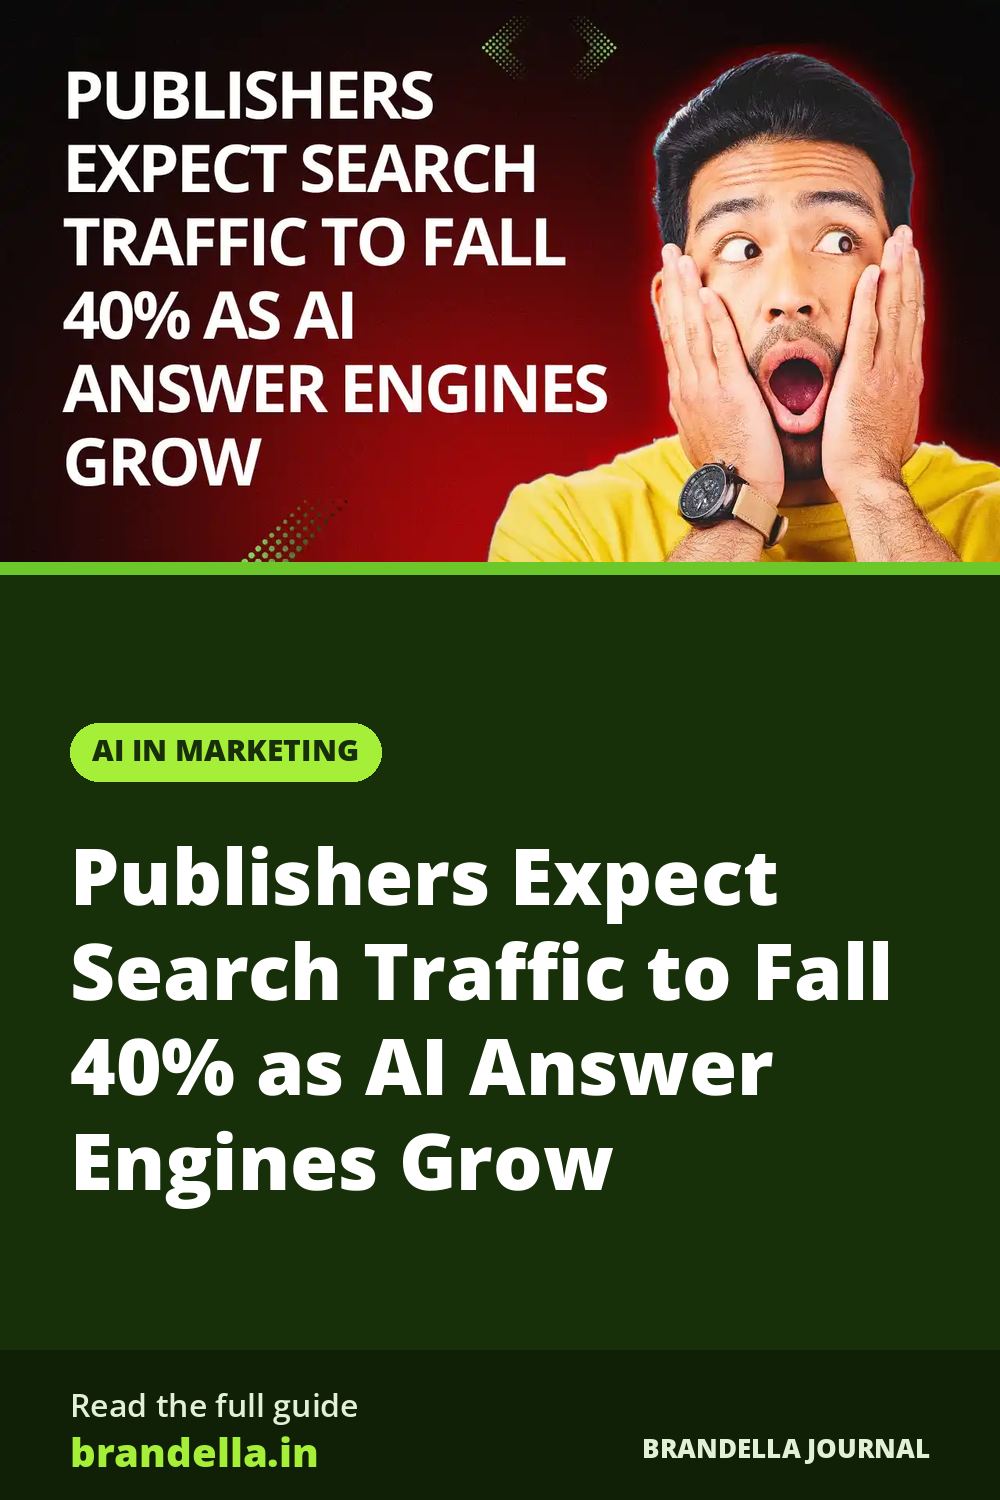 PUBLISHERS
EXPECT SEARCH
TRAFFIC TO FALL
40% AS AI
ANSWER ENGINES
GROW
AI IN MARKETING
Publishers Expect
Search Traffic to Fall
40% as AI Answer
Engines Grow
Read the full guide
brandella.in
BRANDELLA JOURNAL